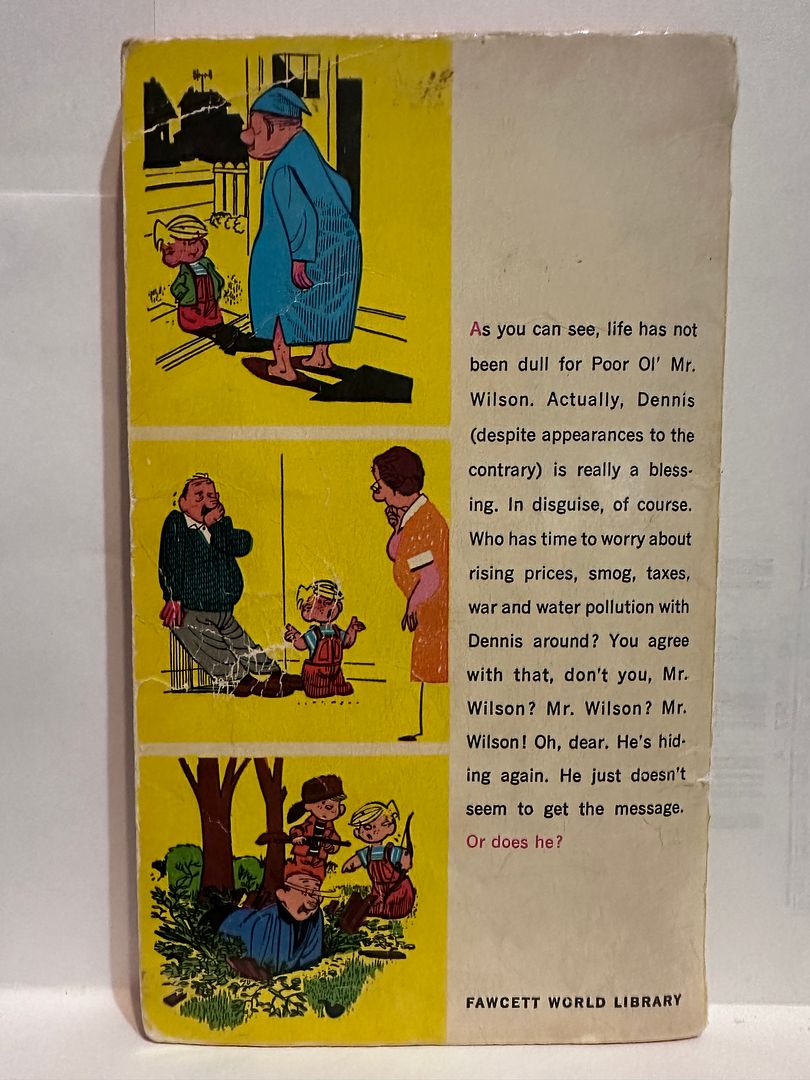 As you can see, life has not
been dull for Poor Ol' Mr.
Wilson. Actually, Dennis
(despite appearances to the
contrary) is really a bless-
ing. In disguise, of course.
Who has time to worry about
rising prices, smog, taxes,
war and water pollution with
Dennis around? You agree
with that, don't you, Mr.
Wilson? Mr. Wilson? Mr.
Wilson! Oh, dear. He's hid-
ing again. He just doesn't
seem to get the message.
Or does he?
FAWCETT WORLD LIBRARY